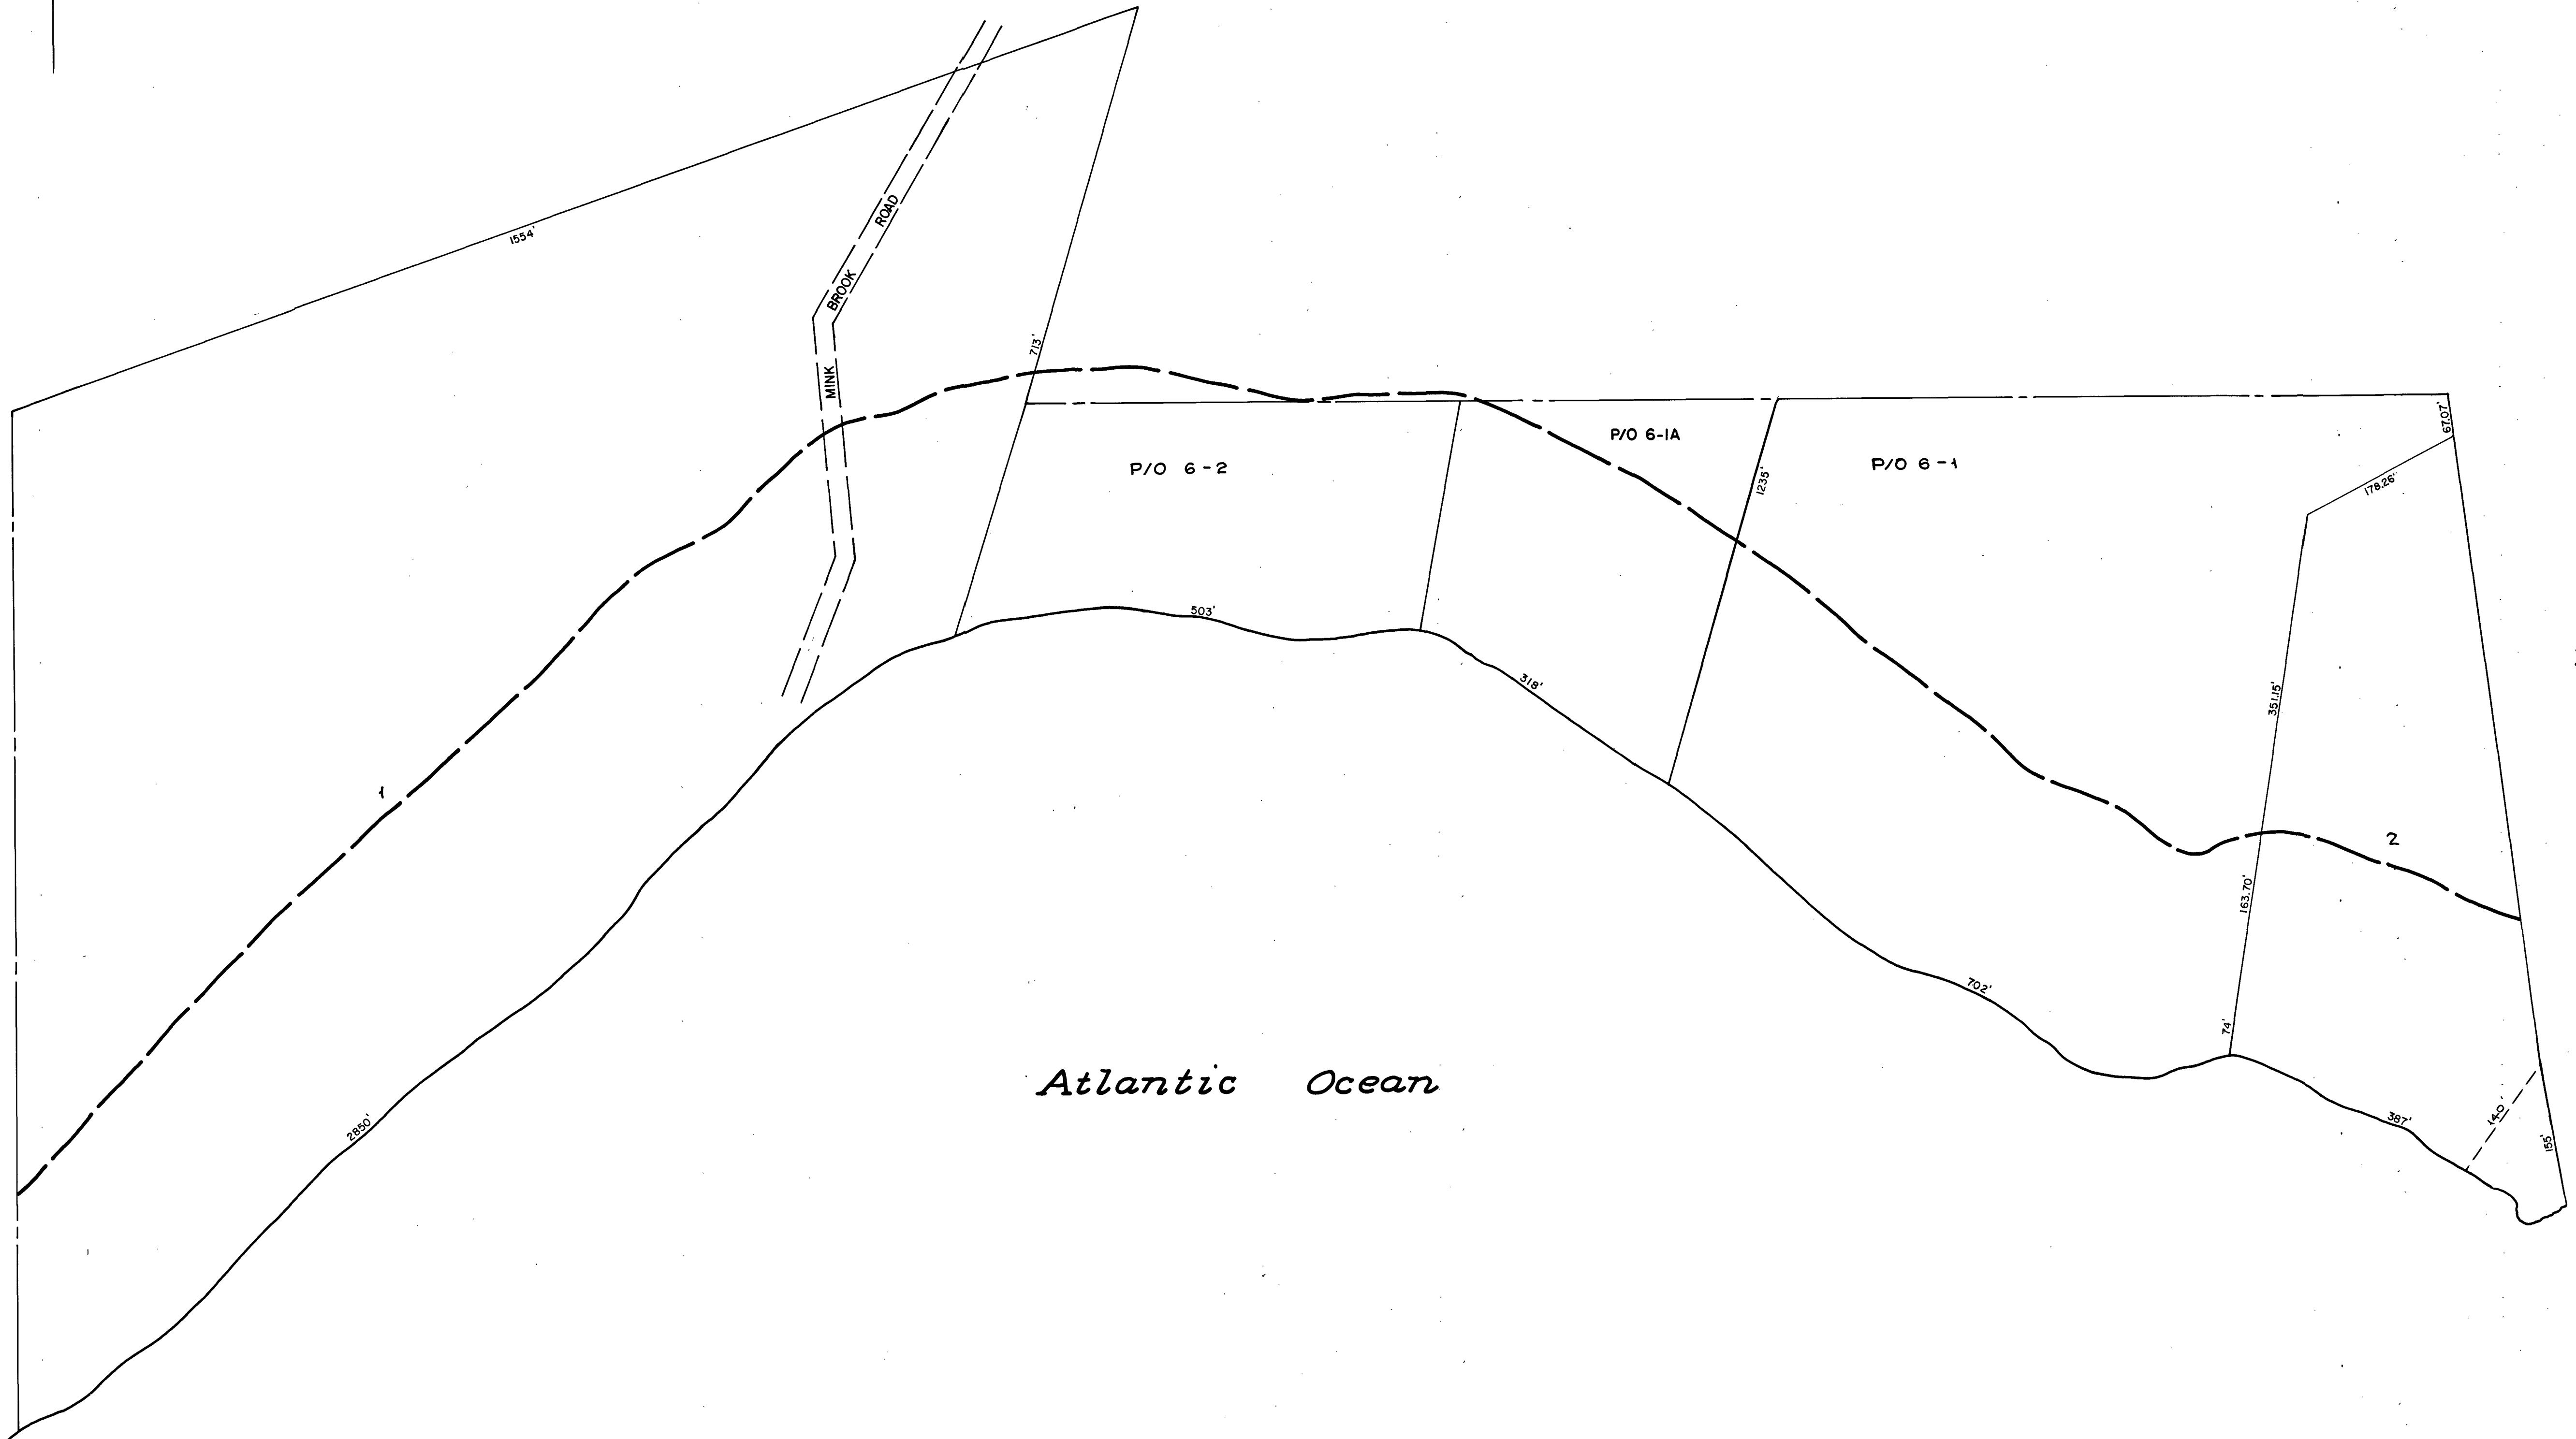 1554'
ROAD
BROOK
MINK
713'
67.07'
P/O 6-1A
P/O 6-2
P/O 6-1
1235'
178.26'
503'
318'
351.15'
1
2
163.70'
702'
74'
Atlantic Ocean
2850'
140'
387'
155'